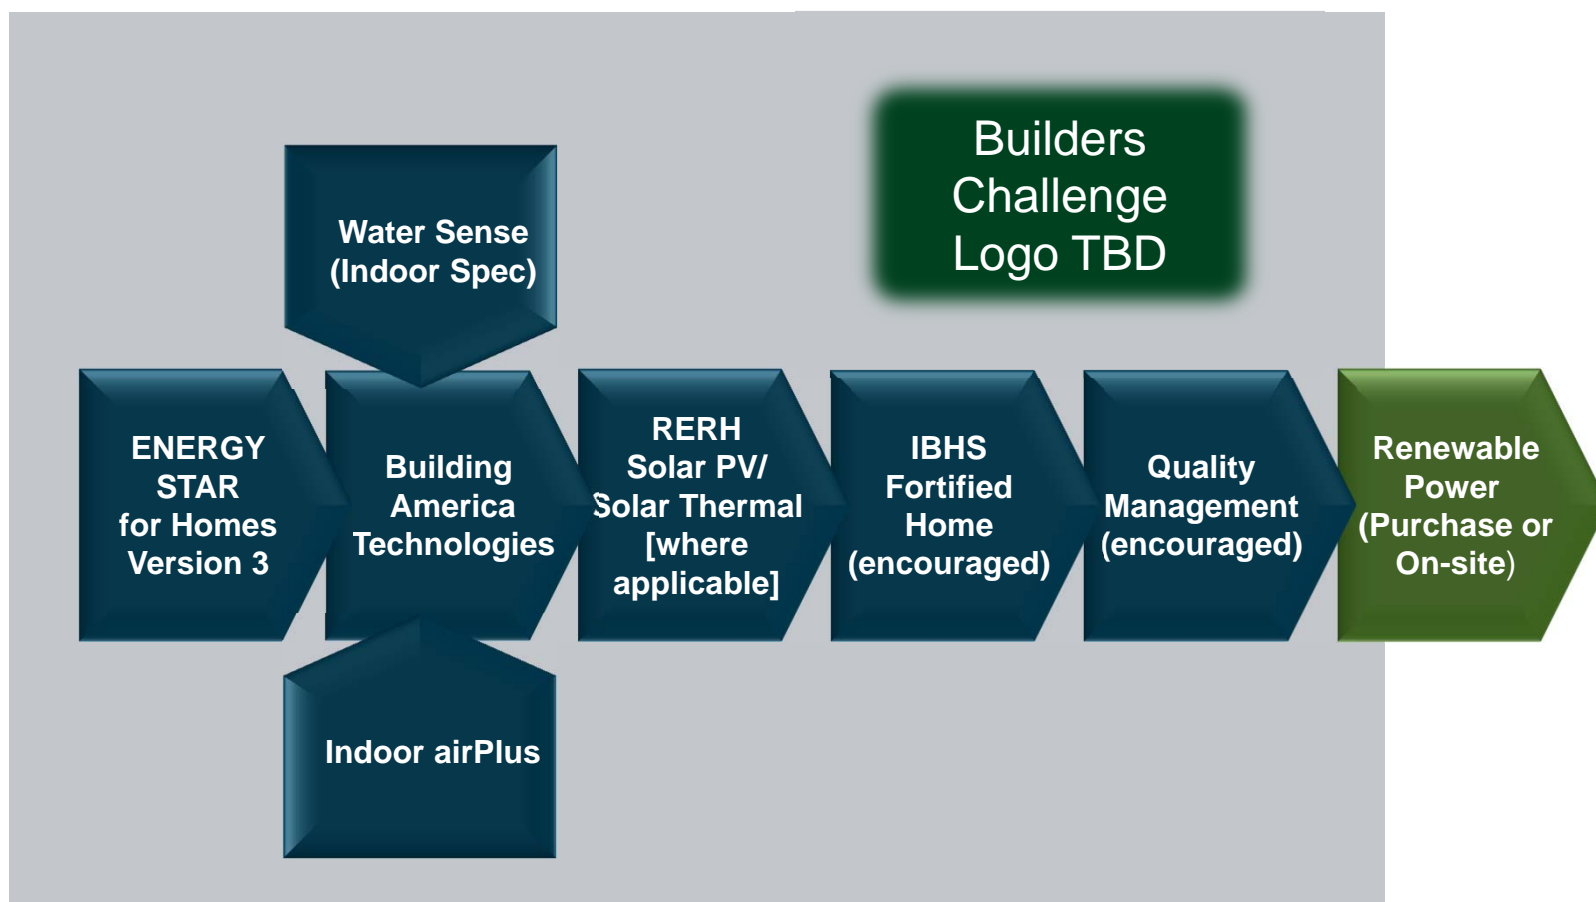 Builders
Challenge
Logo TBD
Water Sense
(Indoor Spec)
ENERGY
STAR
for Homes
Version 3
Building
America
Technologies
RERH
Solar PV/
Solar Thermal
[where
applicable]
IBHS
Fortified
Home
(encouraged)
Quality
Management
(encouraged)
Renewable
Power
(Purchase or
On-site)
Indoor airPlus